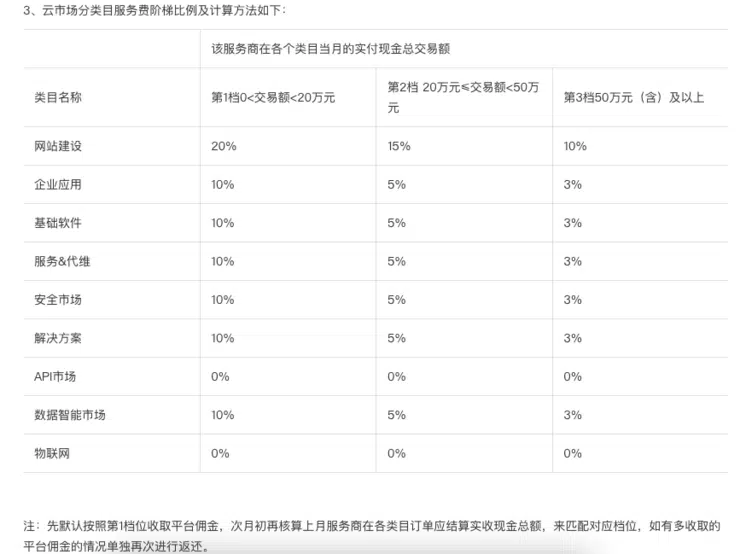 3、云市场分类目服务费阶梯比例及计算方法如下：
该服务商在各个类目当月的实付现金总交易额
类目名称 第1档0<交易额<20万元 第2档 20万元≤交易额<50万元 第3档50万元（含）及以上
网站建设 20% 15% 10%
企业应用 10% 5% 3%
基础软件 10% 5% 3%
服务&代维 10% 5% 3%
安全市场 10% 5% 3%
解决方案 10% 5% 3%
API市场 0% 0% 0%
数据智能市场 10% 5% 3%
物联网 0% 0% 0%
注：先默认按照第1档位收取平台佣金，次月初再核算上月服务商在各类目订单应结算实收现金总额，来匹配对应档位，如有多收取的
平台佣金的情况单独再次进行返还。